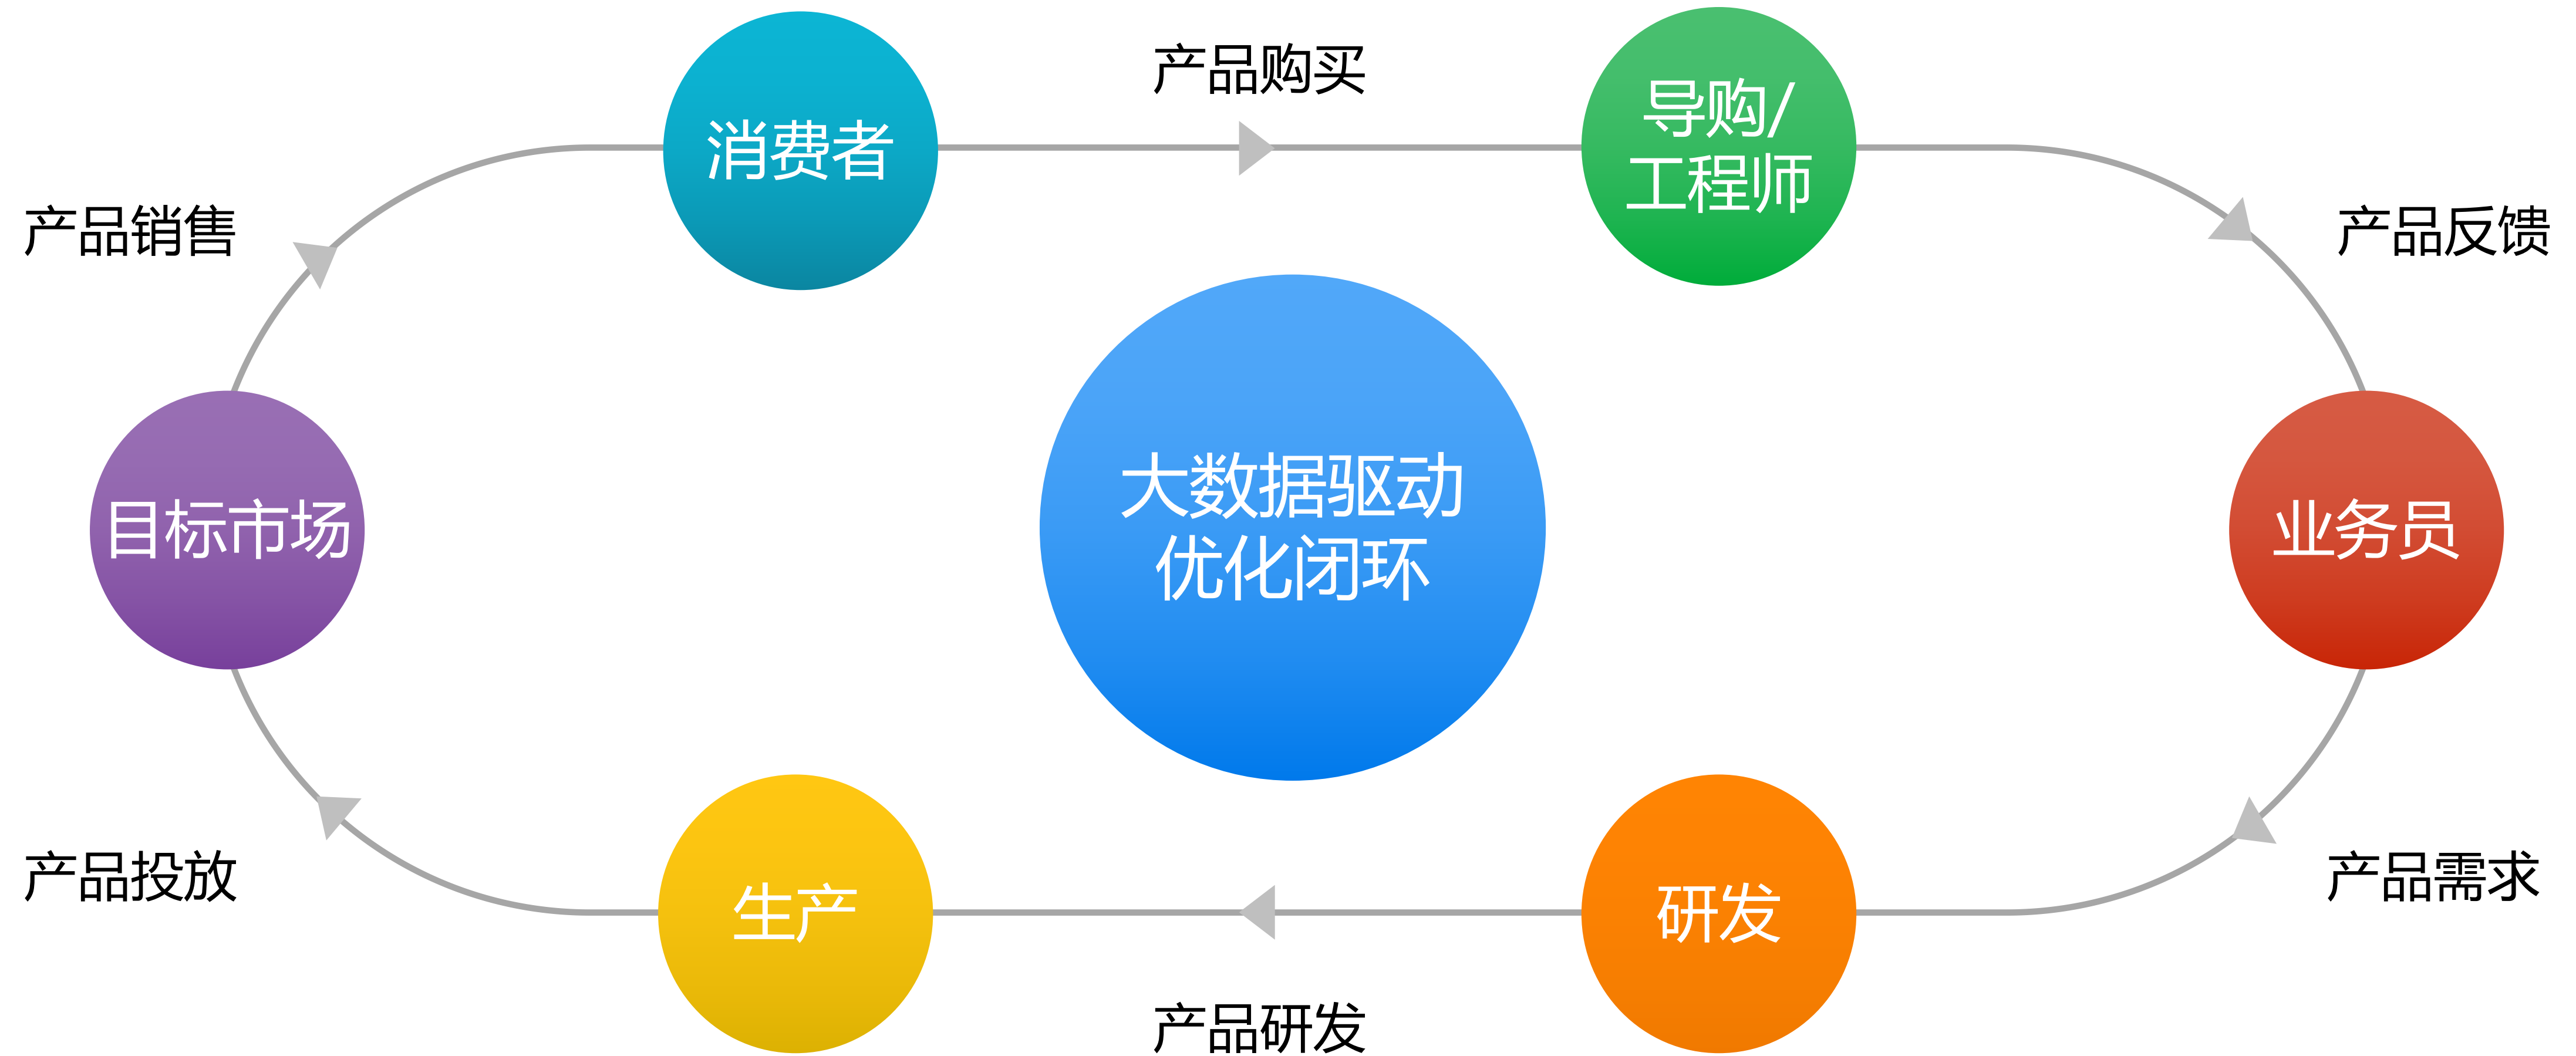 产品购买
消费者
导购/
工程师
产品销售
产品反馈
大数据驱动
优化闭环
目标市场
业务员
产品投放
产品需求
生产
研发
产品研发